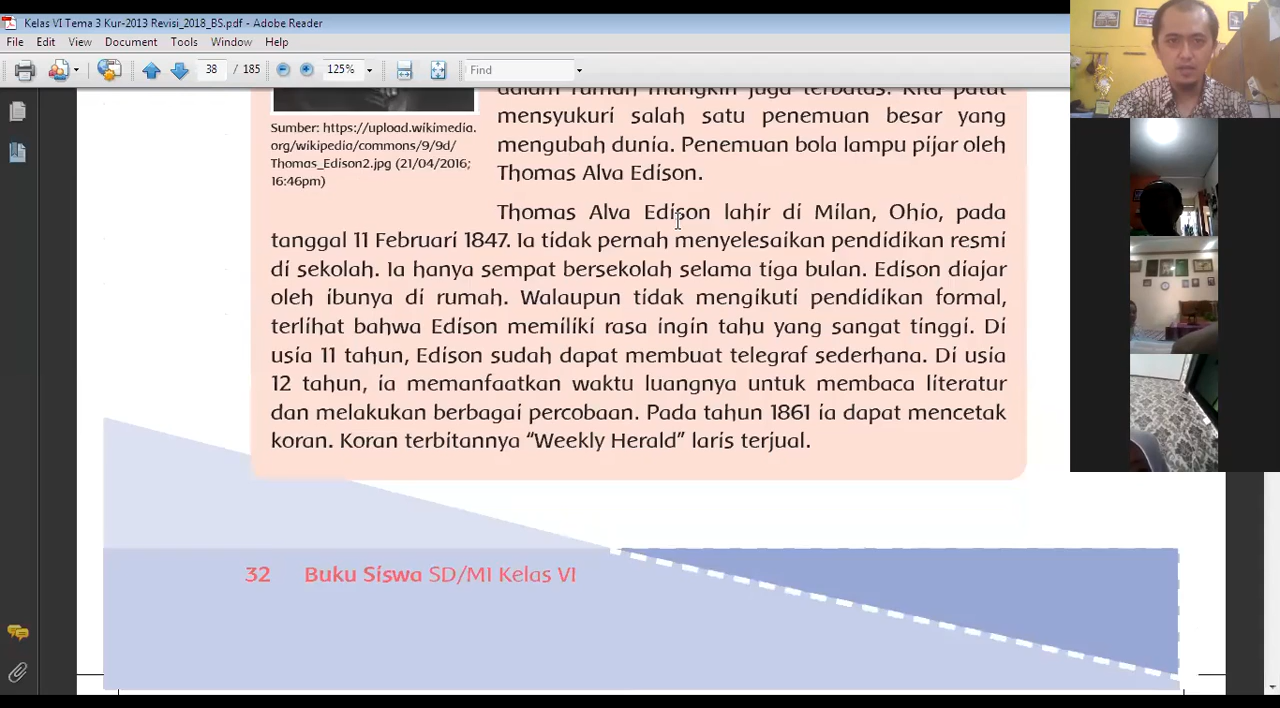 Kelas VI Tema 3 Kur-2013 Revisi_2018_BS.pdf - Adobe Reader
File Edit View Document Tools Window Help
38 / 185 125% Find
dalam rumah mungkin juga terbatas. Kita patut
mensyukuri salah satu penemuan besar yang
mengubah dunia. Penemuan bola lampu pijar oleh
Thomas Alva Edison.
Sumber: https://upload.wikimedia.
org/wikipedia/commons/9/9d/
Thomas_Edison2.jpg (21/04/2016;
16:46pm)
Thomas Alva Edison lahir di Milan, Ohio, pada
tanggal 11 Februari 1847. Ia tidak pernah menyelesaikan pendidikan resmi
di sekolah. Ia hanya sempat bersekolah selama tiga bulan. Edison diajar
oleh ibunya di rumah. Walaupun tidak mengikuti pendidikan formal,
terlihat bahwa Edison memiliki rasa ingin tahu yang sangat tinggi. Di
usia 11 tahun, Edison sudah dapat membuat telegraf sederhana. Di usia
12 tahun, ia memanfaatkan waktu luangnya untuk membaca literatur
dan melakukan berbagai percobaan. Pada tahun 1861 ia dapat mencetak
koran. Koran terbitannya “Weekly Herald” laris terjual.
32 Buku Siswa SD/MI Kelas VI